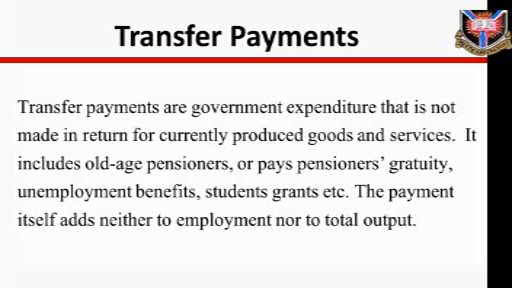 Transfer Payments
Transfer payments are government expenditure that is not
made in return for currently produced goods and services. It
includes old-age pensioners, or pays pensioners' gratuity,
unemployment benefits, students grants etc. The payment
itself adds neither to employment nor to total output.